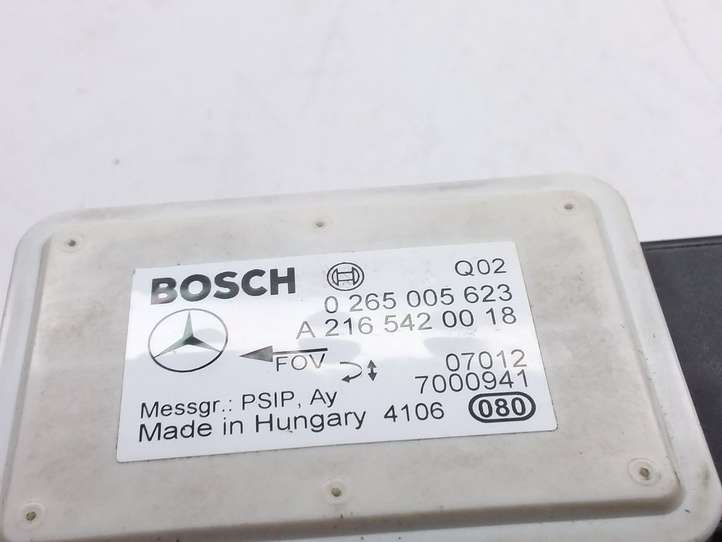 BOSCH Q02
0 265 005 623
A 216 542 00 18
FOV 07012
7000941
Messgr.: PSIP, Ay
Made in Hungary 4106 080